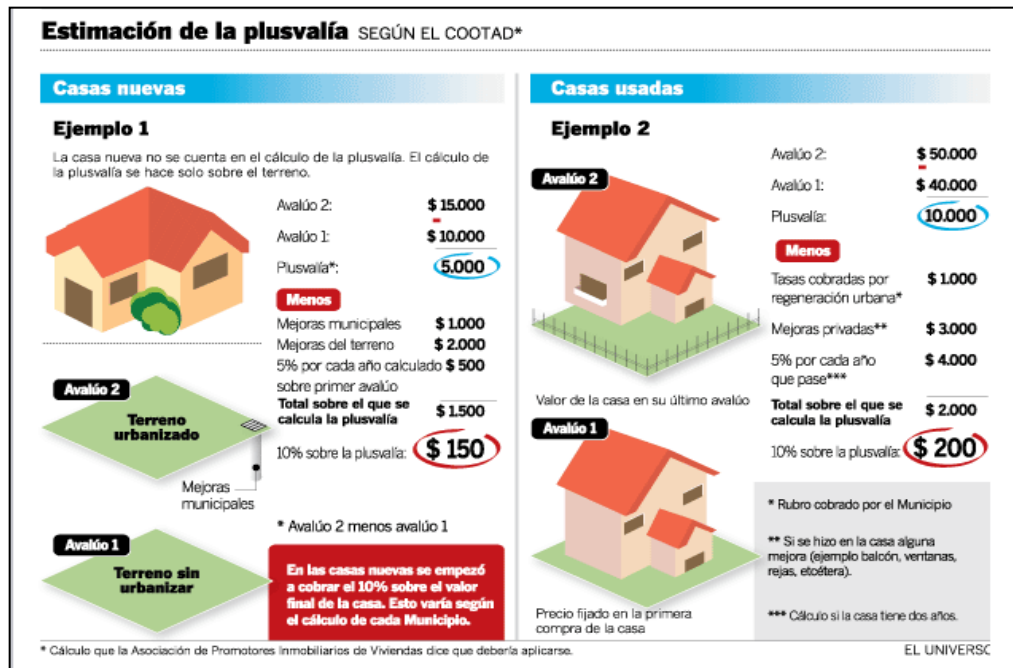 Estimación de la plusvalía SEGÚN EL COOTAD*
Casas nuevas
Ejemplo 1
La casa nueva no se cuenta en el cálculo de la plusvalía. El cálculo de
la plusvalía se hace solo sobre el terreno.
Avalúo 2: $ 15.000
-
Avalúo 1: $ 10.000
Plusvalía*: 5.000
Menos
Mejoras municipales $ 1.000
Mejoras del terreno $ 2.000
5% por cada año calculado $ 500
sobre primer avalúo
Total sobre el que se
calcula la plusvalía $ 1.500
10% sobre la plusvalía: $ 150
Avalúo 2
Terreno
urbanizado
Mejoras
municipales
Avalúo 1
Terreno sin
urbanizar
* Avalúo 2 menos avalúo 1
En las casas nuevas se empezó
a cobrar el 10% sobre el valor
final de la casa. Esto varía según
el cálculo de cada Municipio.
Casas usadas
Ejemplo 2
Avalúo 2
Valor de la casa en su último avalúo
Avalúo 1
Precio fijado en la primera
compra de la casa
Avalúo 2: $ 50.000
-
Avalúo 1: $ 40.000
Plusvalía: 10.000
Menos
Tasas cobradas por $ 1.000
regeneración urbana*
Mejoras privadas** $ 3.000
5% por cada año $ 4.000
que pase***
Total sobre el que se $ 2.000
calcula la plusvalía
10% sobre la plusvalía: $ 200
* Rubro cobrado por el Municipio
** Si se hizo en la casa alguna
mejora (ejemplo balcón, ventanas,
rejas, etcétera).
*** Cálculo si la casa tiene dos años.
* Cálculo que la Asociación de Promotores Inmobiliarios de Viviendas dice que debería aplicarse.
EL UNIVERSO